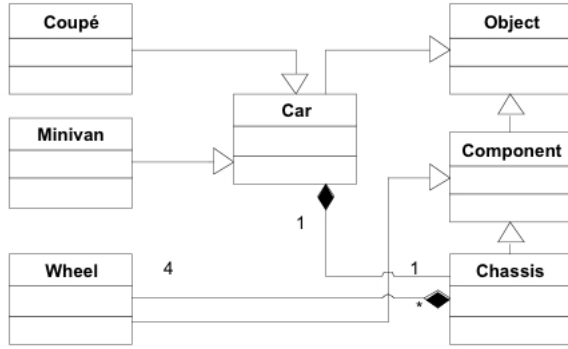 Coupé
Object
Car
Minivan
Component
1
Wheel
4
1
Chassis
*